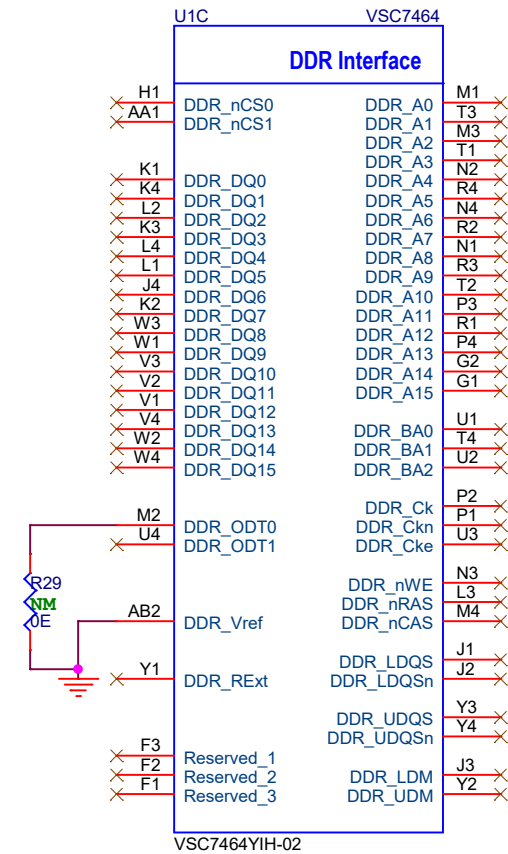 U1C VSC7464
DDR Interface
H1 DDR_nCS0 DDR_A0 M1
AA1 DDR_nCS1 DDR_A1 T3
DDR_A2 M3
DDR_A3 T1
K1 DDR_DQ0 DDR_A4 N2
K4 DDR_DQ1 DDR_A5 R4
L2 DDR_DQ2 DDR_A6 N4
K3 DDR_DQ3 DDR_A7 R2
L4 DDR_DQ4 DDR_A8 N1
L1 DDR_DQ5 DDR_A9 R3
J4 DDR_DQ6 DDR_A10 T2
K2 DDR_DQ7 DDR_A11 P3
W3 DDR_DQ8 DDR_A12 R1
W1 DDR_DQ9 DDR_A13 P4
V3 DDR_DQ10 DDR_A14 G2
V2 DDR_DQ11 DDR_A15 G1
V1 DDR_DQ12
V4 DDR_DQ13 DDR_BA0 U1
W2 DDR_DQ14 DDR_BA1 T4
W4 DDR_DQ15 DDR_BA2 U2
DDR_Ck P2
M2 DDR_ODT0 DDR_Ckn P1
U4 DDR_ODT1 DDR_Cke U3
R29
NM
0E
DDR_nWE N3
DDR_nRAS L3
AB2 DDR_Vref DDR_nCAS M4
DDR_LDQS J1
Y1 DDR_RExt DDR_LDQSn J2
DDR_UDQS Y3
DDR_UDQSn Y4
F3 Reserved_1
F2 Reserved_2 DDR_LDM J3
F1 Reserved_3 DDR_UDM Y2
VSC7464YIH-02